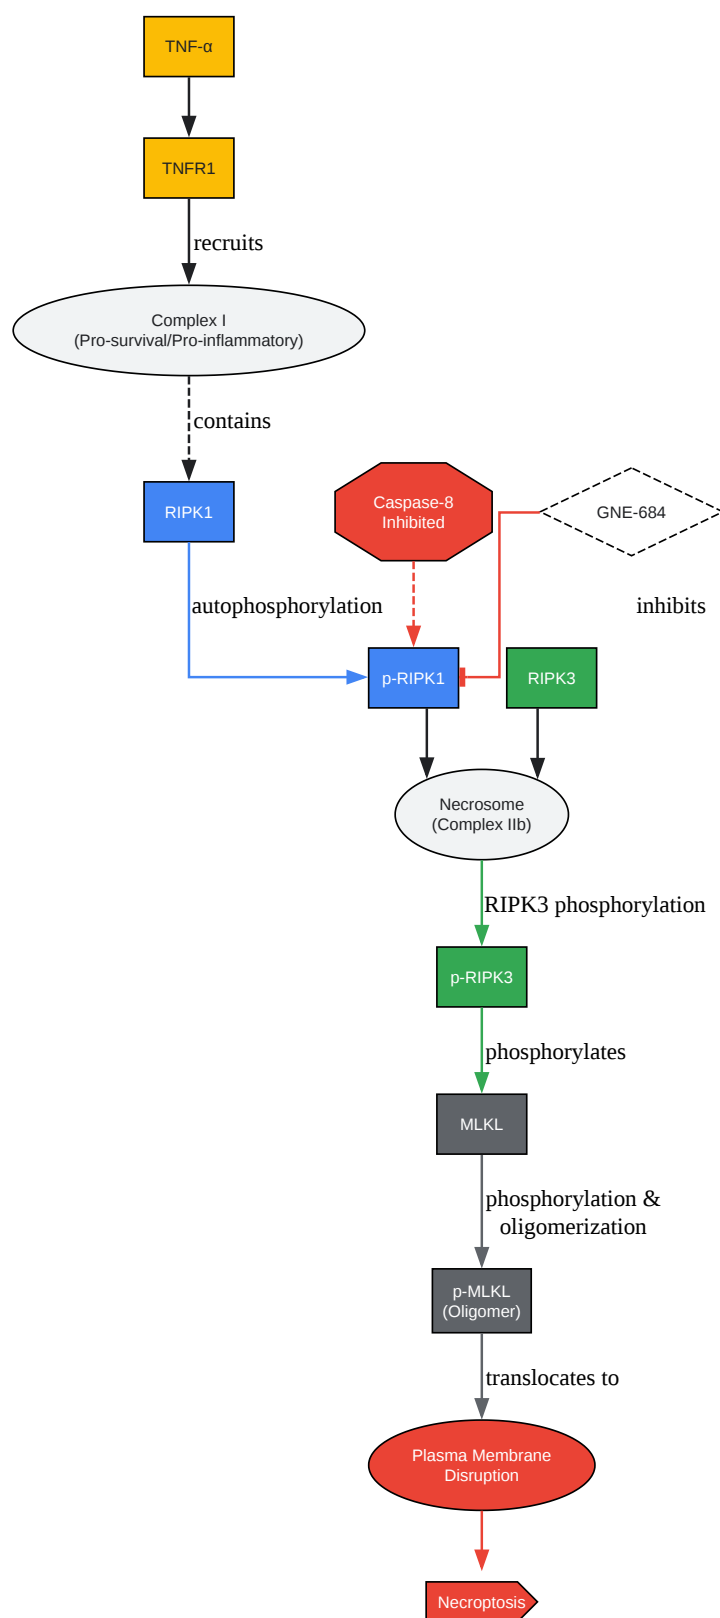 TNF-α
TNFR1
recruits
Complex I
(Pro-survival/Pro-inflammatory)
contains
RIPK1
Caspase-8
Inhibited
GNE-684
autophosphorylation
inhibits
p-RIPK1
RIPK3
Necrosome
(Complex IIb)
RIPK3 phosphorylation
p-RIPK3
phosphorylates
MLKL
phosphorylation &
oligomerization
p-MLKL
(Oligomer)
translocates to
Plasma Membrane
Disruption
Necroptosis